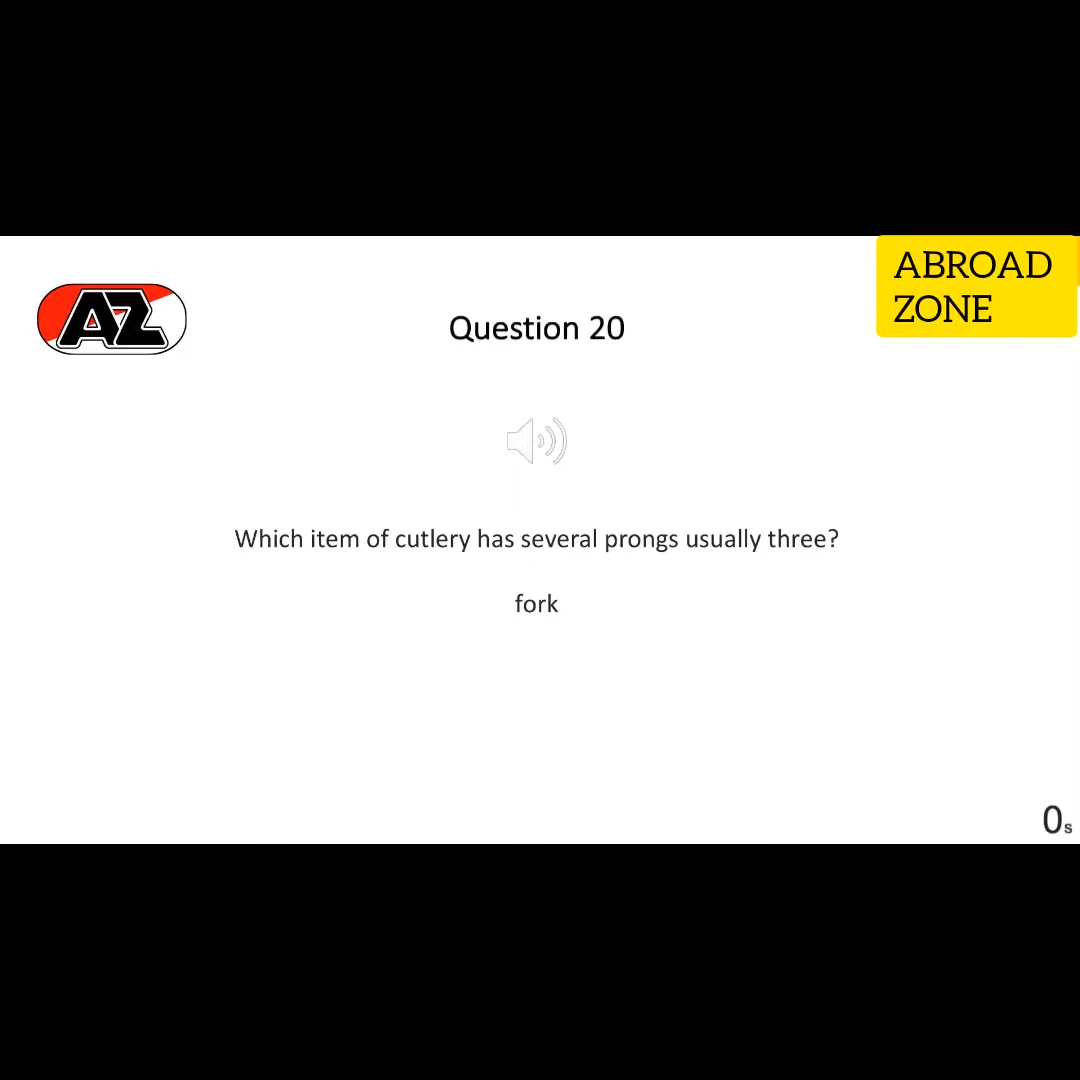 AZ
Question 20
ABROAD
ZONE
Which item of cutlery has several prongs usually three?
fork
0s